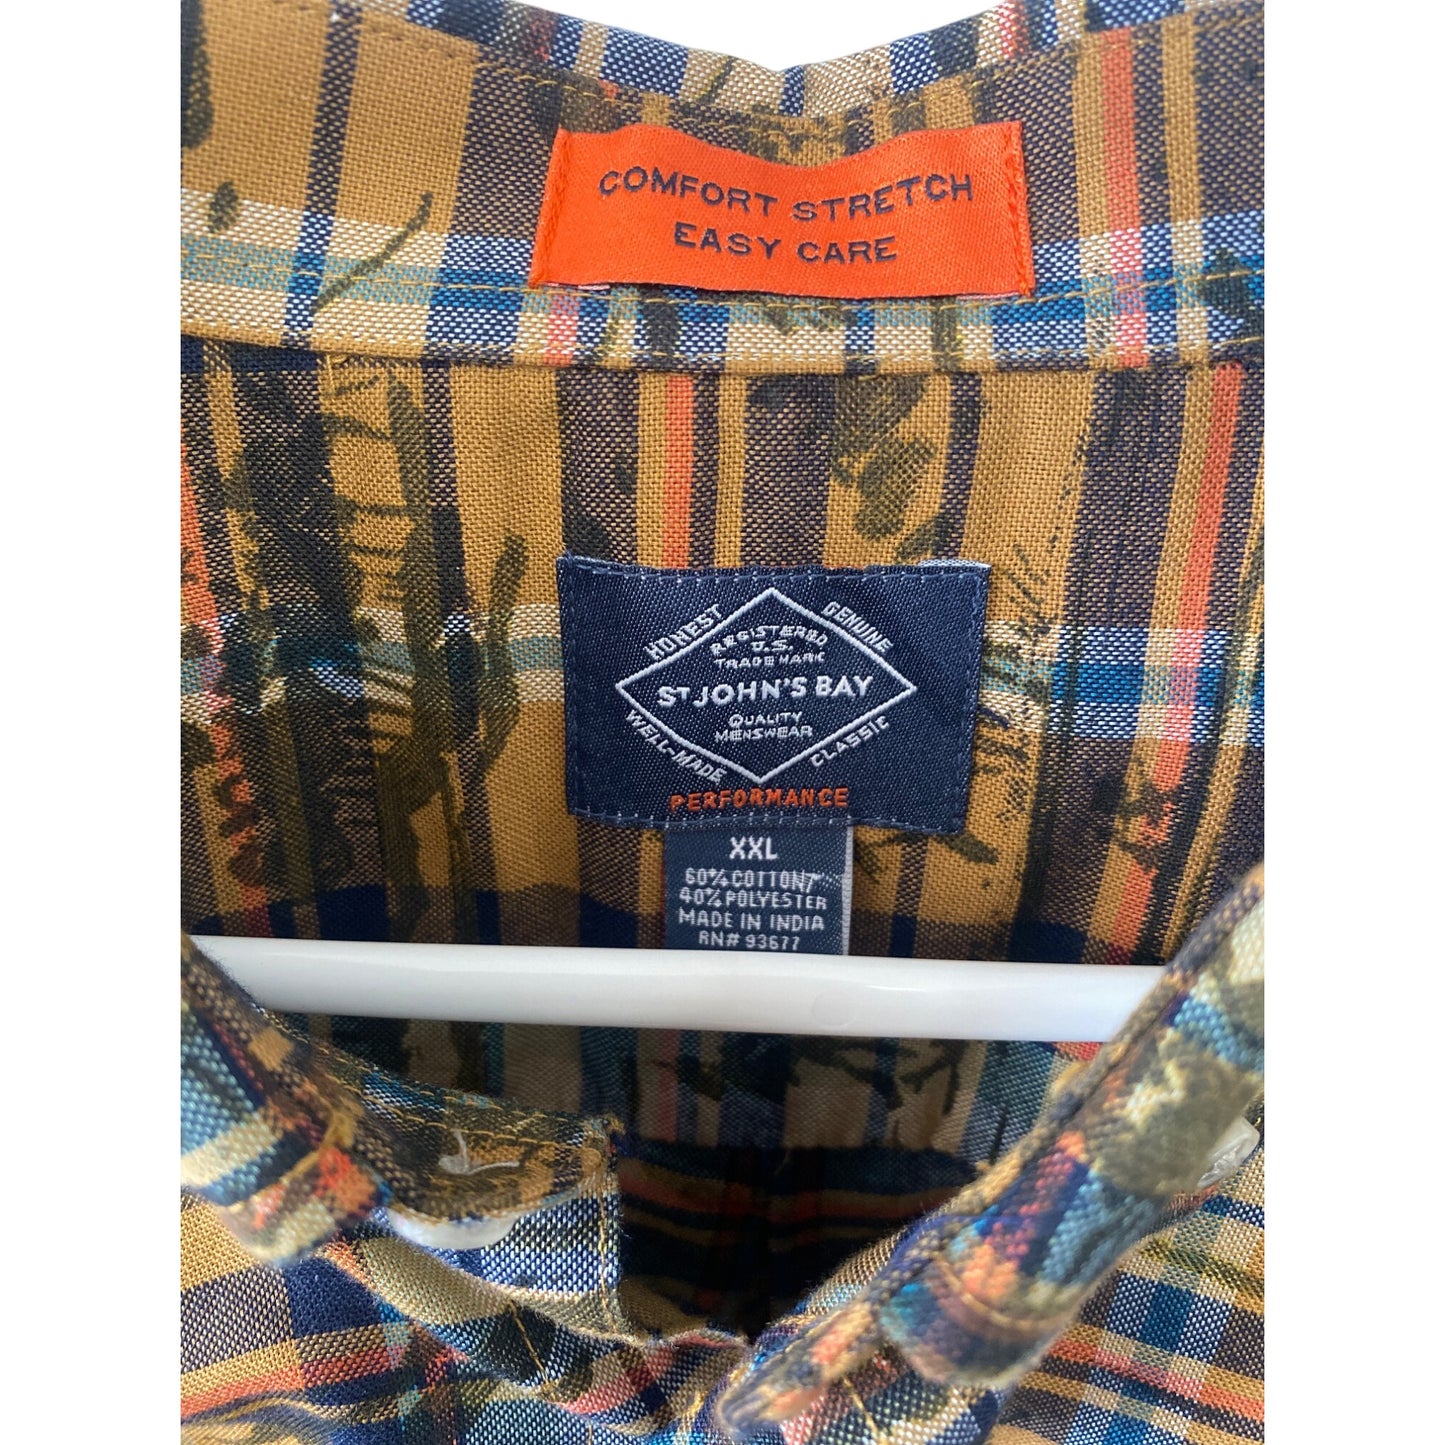 COMFORT STRETCH
EASY CARE
HONEST
GENUINE
REGISTERED
U.S.
TRADE MARK
ST JOHN'S BAY
QUALITY
MENSWEAR
WELL-MADE
CLASSIC
PERFORMANCE
XXL
60% COTTON/
40% POLYESTER
MADE IN INDIA
RN# 93677